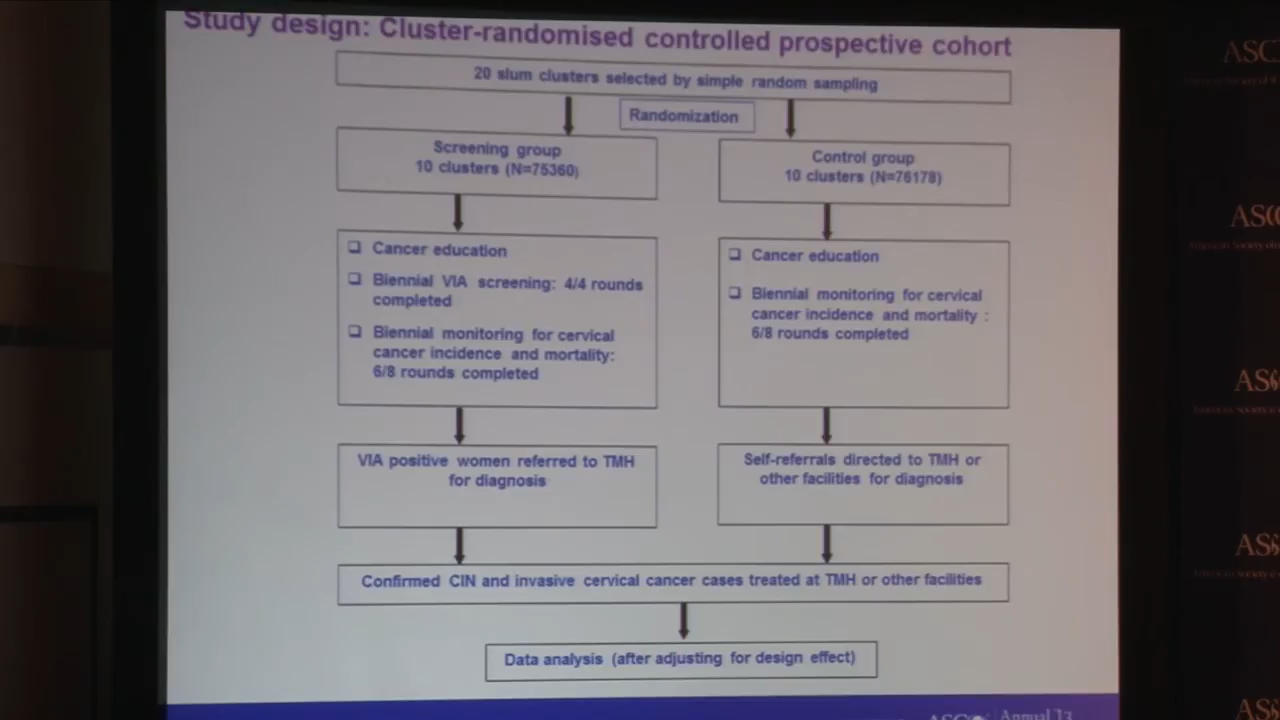 Study design: Cluster-randomised controlled prospective cohort
20 slum clusters selected by simple random sampling
Randomization
Screening group
10 clusters (N=75360)
Control group
10 clusters (N=76178)
❑ Cancer education
❑ Biennial VIA screening: 4/4 rounds
completed
❑ Biennial monitoring for cervical
cancer incidence and mortality:
6/8 rounds completed
❑ Cancer education
❑ Biennial monitoring for cervical
cancer incidence and mortality :
6/8 rounds completed
VIA positive women referred to TMH
for diagnosis
Self-referrals directed to TMH or
other facilities for diagnosis
Confirmed CIN and invasive cervical cancer cases treated at TMH or other facilities
Data analysis (after adjusting for design effect)
Annual